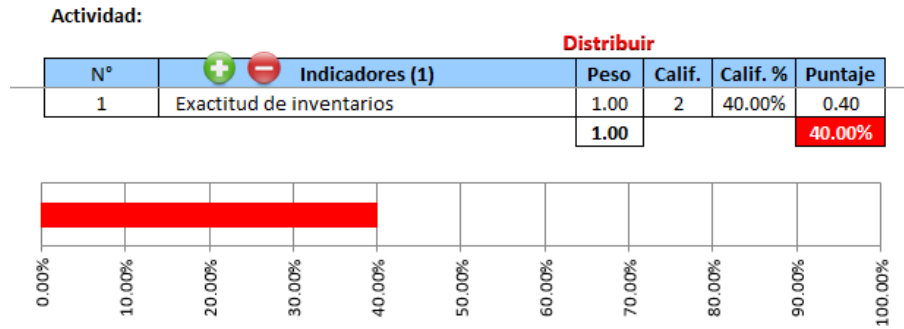 Actividad:
Distribuir
N° Indicadores (1) Peso Calif. Calif. % Puntaje
1 Exactitud de inventarios 1.00 2 40.00% 0.40
1.00 40.00%
0.00% 10.00% 20.00% 30.00% 40.00% 50.00% 60.00% 70.00% 80.00% 90.00% 100.00%